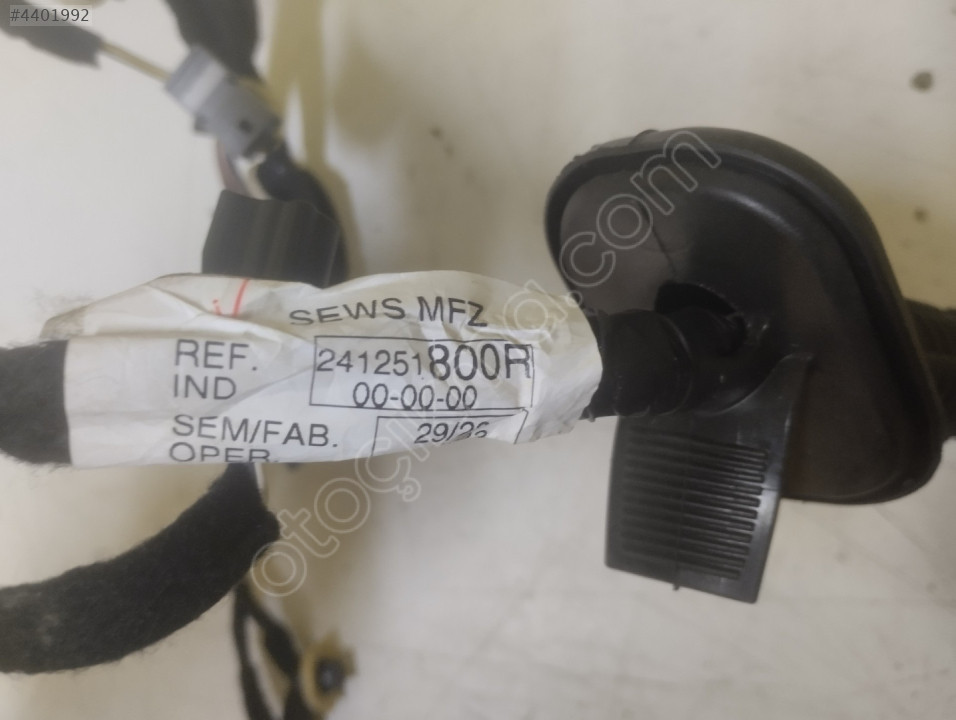 #4401992
SEWS MFZ
REF. 241251800R
IND 00-00-00
SEM/FAB. 29/26
OPER.
otoçıkma.com